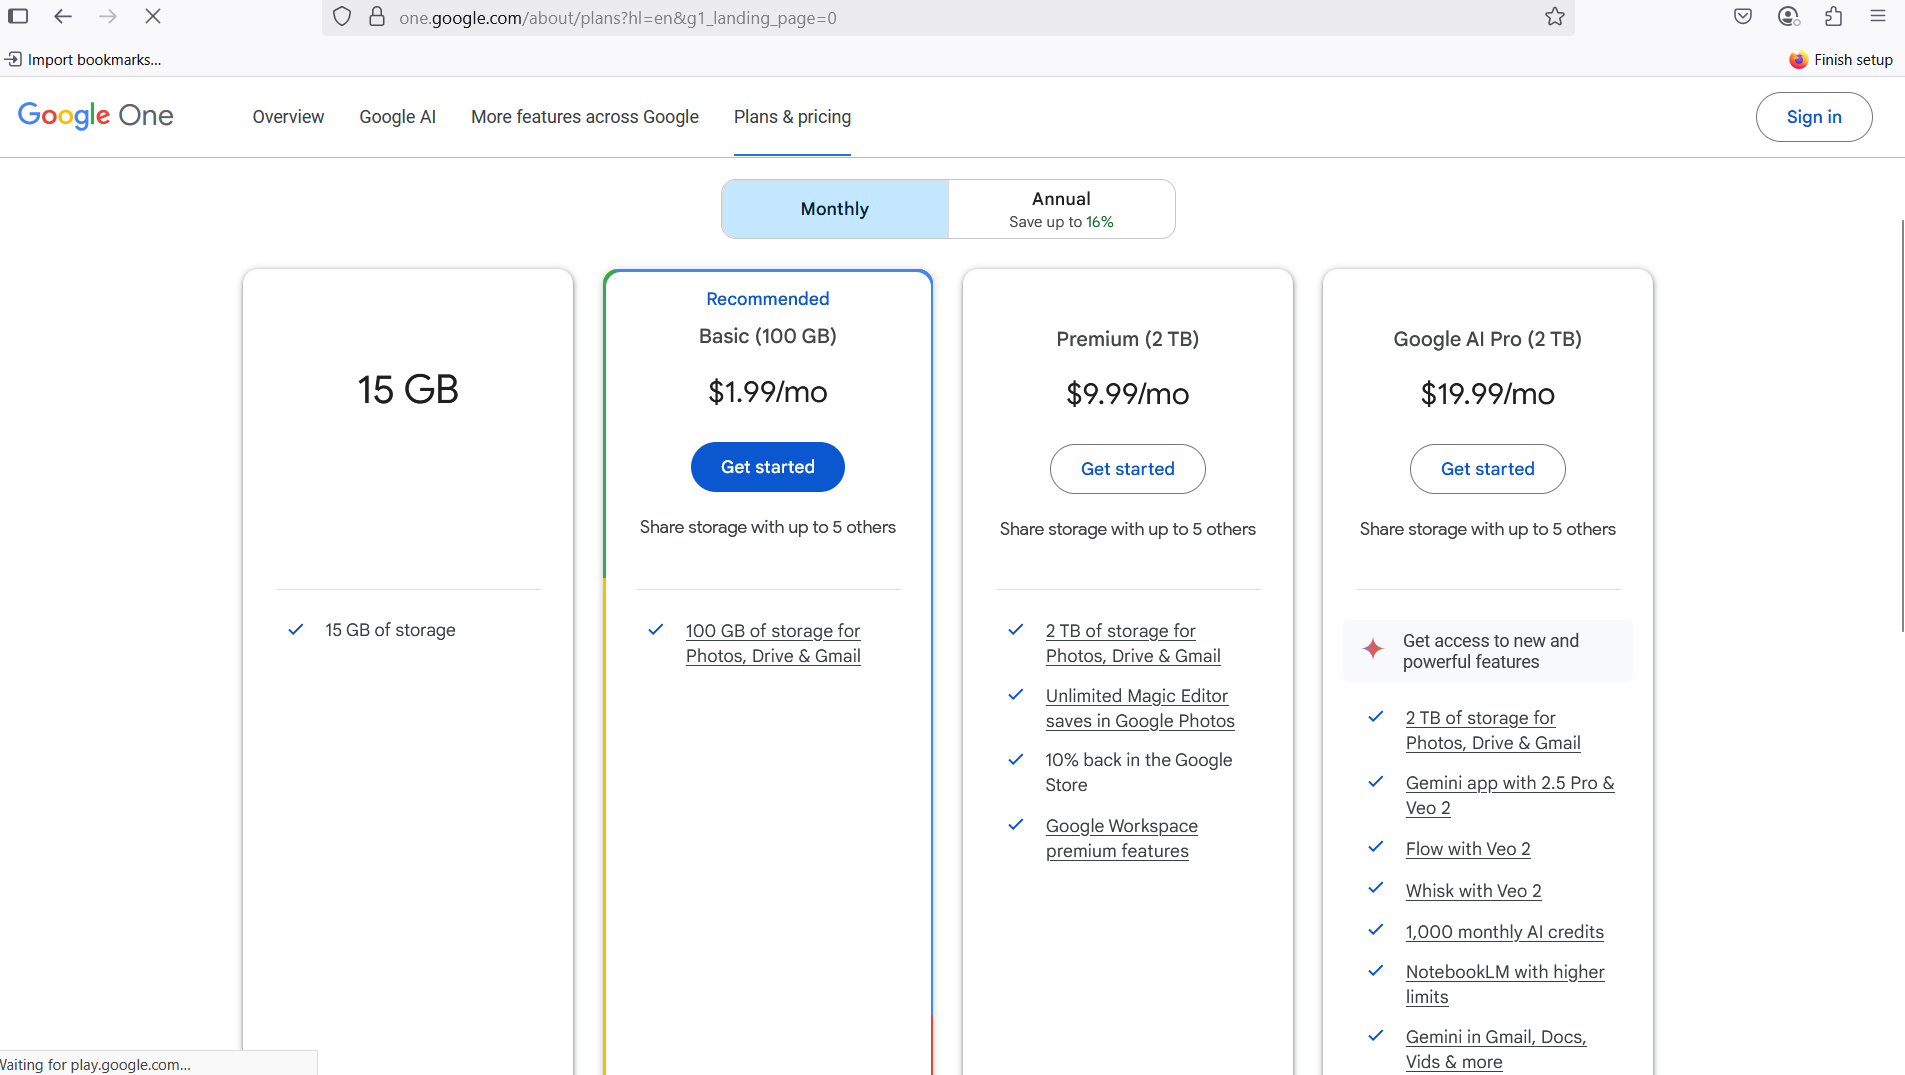 one.google.com/about/plans?hl=en&g1_landing_page=0
Import bookmarks...
Finish setup
Google One
Overview
Google AI
More features across Google
Plans & pricing
Sign in
Monthly
Annual
Save up to 16%
15 GB
15 GB of storage
Recommended
Basic (100 GB)
$1.99/mo
Get started
Share storage with up to 5 others
100 GB of storage for
Photos, Drive & Gmail
Premium (2 TB)
$9.99/mo
Get started
Share storage with up to 5 others
2 TB of storage for
Photos, Drive & Gmail
Unlimited Magic Editor
saves in Google Photos
10% back in the Google
Store
Google Workspace
premium features
Google AI Pro (2 TB)
$19.99/mo
Get started
Share storage with up to 5 others
Get access to new and
powerful features
2 TB of storage for
Photos, Drive & Gmail
Gemini app with 2.5 Pro &
Veo 2
Flow with Veo 2
Whisk with Veo 2
1,000 monthly AI credits
NotebookLM with higher
limits
Gemini in Gmail, Docs,
Vids & more
Waiting for play.google.com...